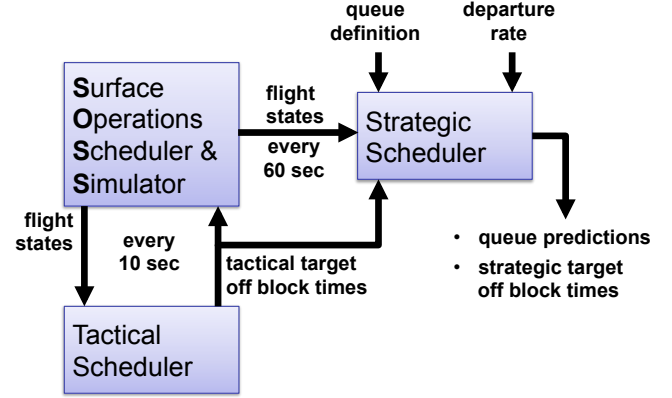 queue
definition
departure
rate
Surface
Operations
Scheduler &
Simulator
flight
states
every
60 sec
Strategic
Scheduler
flight
states
every
10 sec
tactical target
off block times
• queue predictions
• strategic target
off block times
Tactical
Scheduler